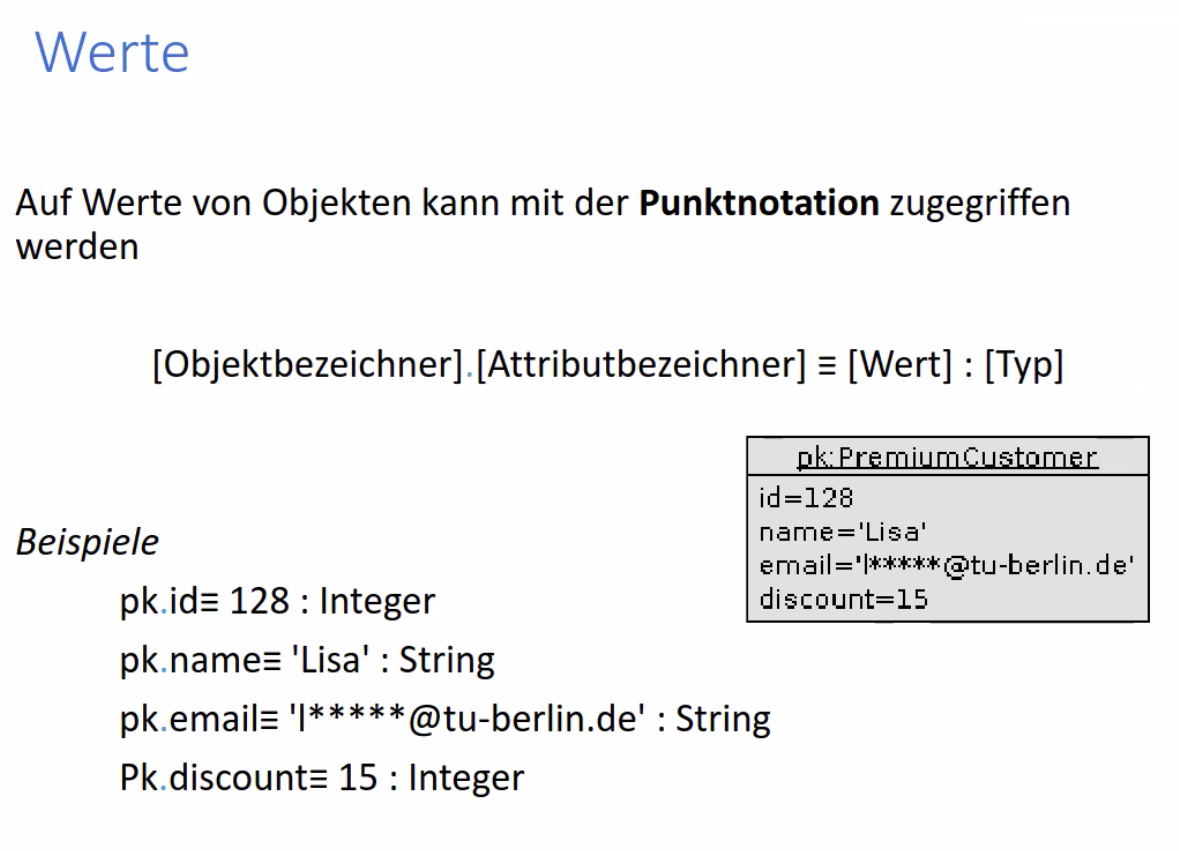 Werte
Auf Werte von Objekten kann mit der Punktnotation zugegriffen
werden
[Objektbezeichner].[Attributbezeichner] ≡ [Wert] : [Typ]
pk:PremiumCustomer
id=128
name='Lisa'
email='l*****@tu-berlin.de'
discount=15
Beispiele
pk.id≡ 128 : Integer
pk.name≡ 'Lisa' : String
pk.email≡ 'l*****@tu-berlin.de' : String
Pk.discount≡ 15 : Integer